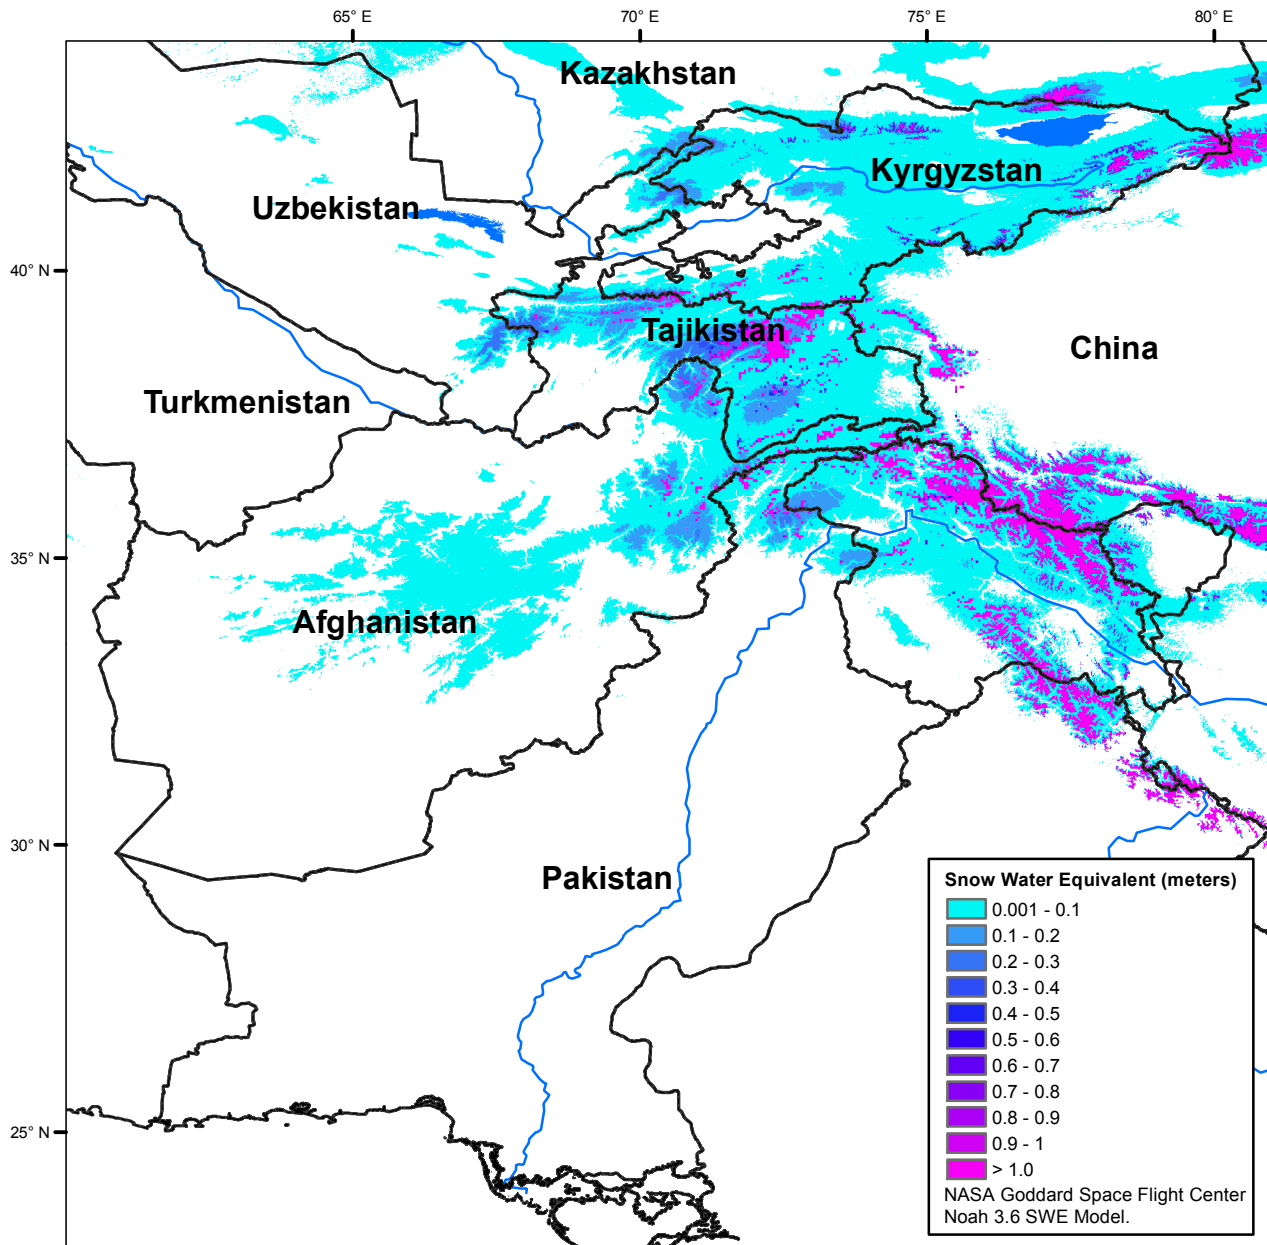 65° E
70° E
75° E
80° E
Kazakhstan
Kyrgyzstan
Uzbekistan
40° N
Tajikistan
China
Turkmenistan
35° N
Afghanistan
30° N
Pakistan
Snow Water Equivalent (meters)
0.001 - 0.1
0.1 - 0.2
0.2 - 0.3
0.3 - 0.4
0.4 - 0.5
0.5 - 0.6
0.6 - 0.7
0.7 - 0.8
0.8 - 0.9
0.9 - 1
> 1.0
25° N
NASA Goddard Space Flight Center
Noah 3.6 SWE Model.